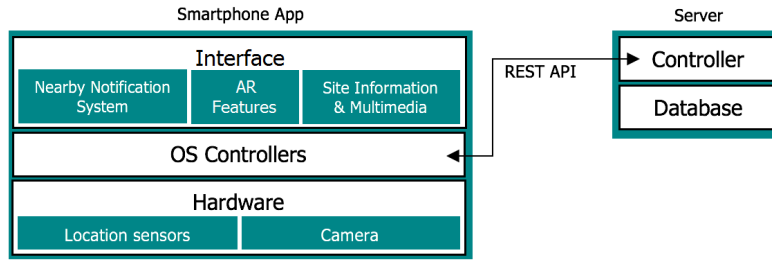 Smartphone App
Server
Interface
Nearby Notification
System
AR
Features
Site Information
& Multimedia
REST API
Controller
Database
OS Controllers
Hardware
Location sensors
Camera